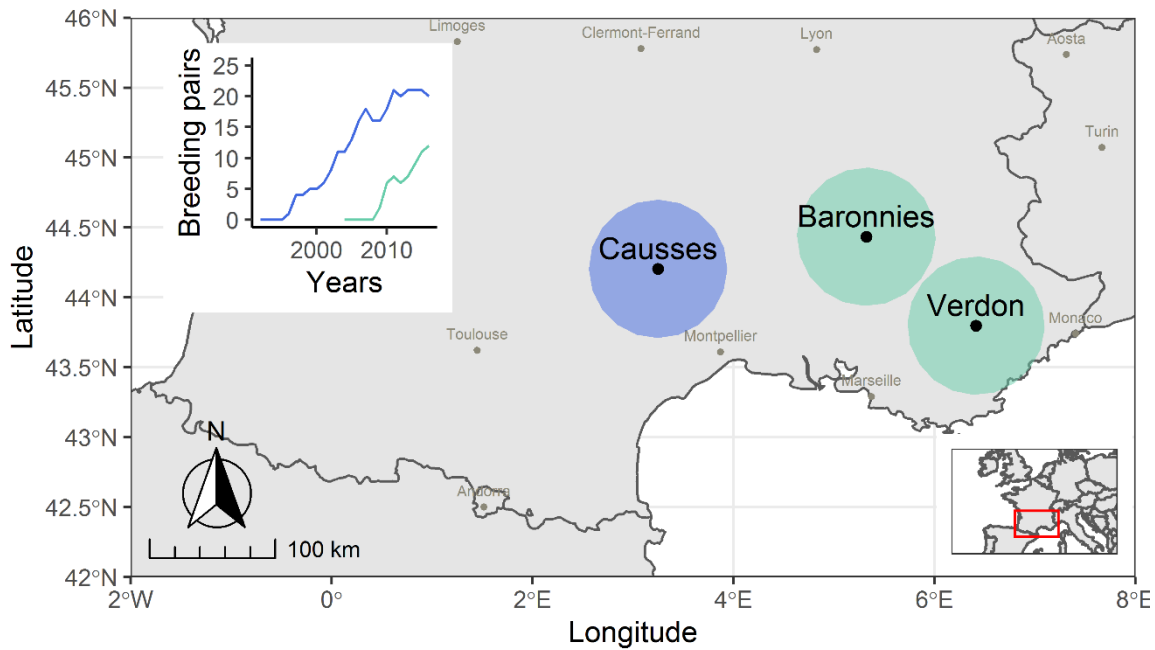 46°N
45.5°N
45°N
44.5°N
44°N
43.5°N
43°N
42.5°N
42°N
Latitude
Limoges
Clermont-Ferrand
Lyon
Aosta
Turin
25
20
15
10
5
0
Breeding pairs
2000
2010
Years
Baronnies
Causses
Verdon
Toulouse
Montpellier
Monaco
Marseille
N
Andorra
100 km
2°W
0°
2°E
4°E
6°E
8°E
Longitude